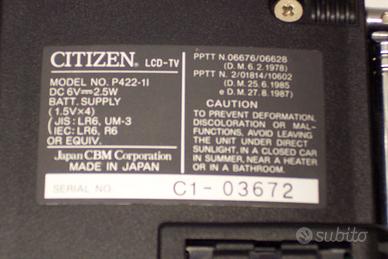 CITIZEN® LCD-TV
MODEL NO. P422-1I
DC 6V⎓2.5W
BATT. SUPPLY
(1.5V×4)
JIS: LR6, UM-3
IEC: LR6, R6
OR EQUIV.
Japan CBM Corporation
MADE IN JAPAN
PPTT N.06676/06628
(D.M. 6.2.1978)
PPTT N. 2/01814/10602
(D.M. 25.6.1985
e D.M. 27.8.1987)
CAUTION
TO PREVENT DEFORMATION,
DISCOLORATION OR MAL-
FUNCTIONS, AVOID LEAVING
THE UNIT UNDER DIRECT
SUNLIGHT, IN A CLOSED CAR
IN SUMMER, NEAR A HEATER
OR IN A BATHROOM.
SERIAL NO. C1-03672
subito